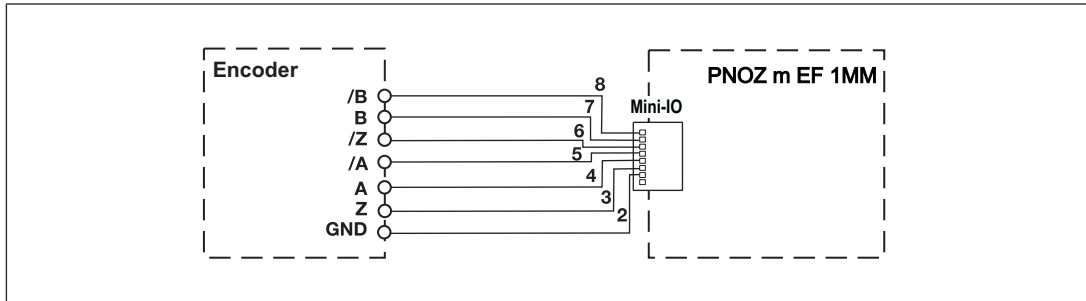 Encoder
PNOZ m EF 1MM
Mini-IO
/B
8
B
7
/Z
6
/A
5
A
4
Z
3
GND
2